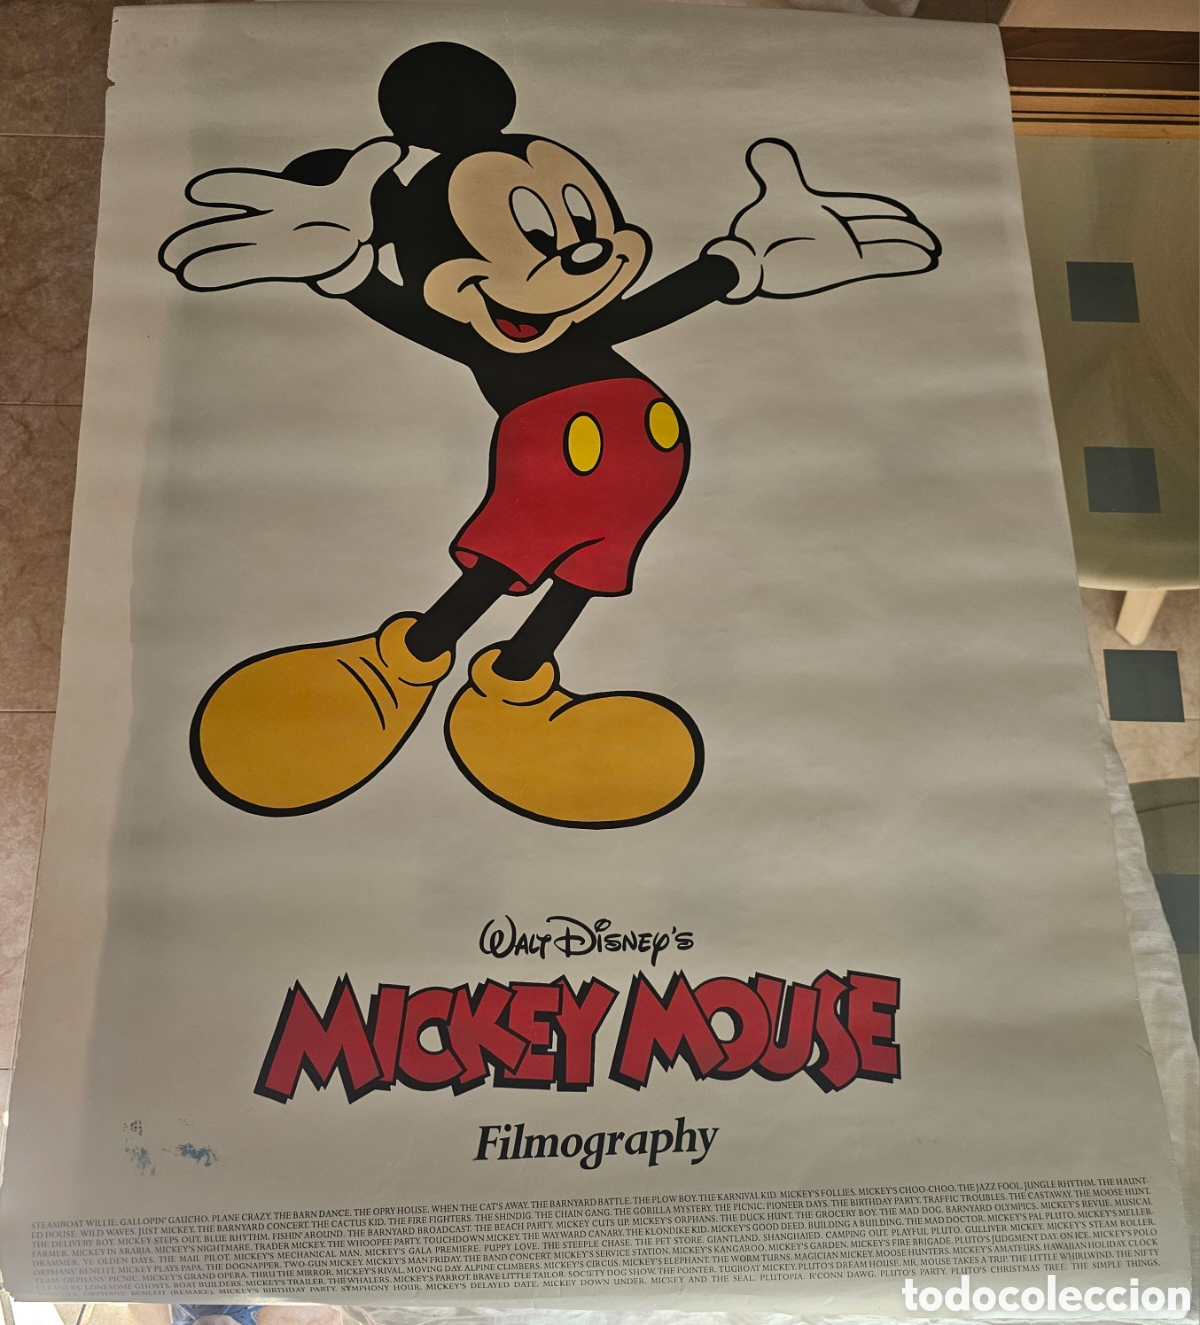 WALT DISNEY'S
MICKEY MOUSE
Filmography
STEAMBOAT WILLIE. GALLOPIN' GAUCHO. PLANE CRAZY. THE BARN DANCE. THE OPRY HOUSE. WHEN THE CAT'S AWAY. THE BARNYARD BATTLE. THE PLOW BOY. THE KARNIVAL KID. MICKEY'S FOLLIES. MICKEY'S CHOO-CHOO. THE JAZZ FOOL. JUNGLE RHYTHM. THE HAUNT-
ED HOUSE. WILD WAVES. JUST MICKEY. THE BARNYARD CONCERT. THE CACTUS KID. THE FIRE FIGHTERS. THE SHINDIG. THE CHAIN GANG. THE GORILLA MYSTERY. THE PICNIC. PIONEER DAYS. THE BIRTHDAY PARTY. TRAFFIC TROUBLES. THE CASTAWAY. THE MOOSE HUNT.
THE DELIVERY BOY. MICKEY STEPS OUT. BLUE RHYTHM. FISHIN' AROUND. THE BARNYARD BROADCAST. THE BEACH PARTY. MICKEY CUTS UP. MICKEY'S ORPHANS. THE DUCK HUNT. THE GROCERY BOY. THE MAD DOG. BARNYARD OLYMPICS. MICKEY'S REVUE. MUSICAL
FARMER. MICKEY IN ARABIA. MICKEY'S NIGHTMARE. TRADER MICKEY. THE WHOOPEE PARTY. TOUCHDOWN MICKEY. THE WAYWARD CANARY. THE KLONDIKE KID. MICKEY'S GOOD DEED. BUILDING A BUILDING. THE MAD DOCTOR. MICKEY'S PAL PLUTO. MICKEY'S MELLER-
DRAMMER. YE OLDEN DAYS. THE MAIL PILOT. MICKEY'S MECHANICAL MAN. MICKEY'S GALA PREMIERE. PUPPY LOVE. THE STEEPLE CHASE. THE PET STORE. GIANTLAND. SHANGHAIED. CAMPING OUT. PLAYFUL PLUTO. GULLIVER MICKEY. MICKEY'S STEAM ROLLER.
ORPHANS' BENEFIT. MICKEY PLAYS PAPA. THE DOGNAPPER. TWO-GUN MICKEY. MICKEY'S MAN FRIDAY. THE BAND CONCERT. MICKEY'S SERVICE STATION. MICKEY'S KANGAROO. MICKEY'S GARDEN. MICKEY'S FIRE BRIGADE. PLUTO'S JUDGMENT DAY. ON ICE. MICKEY'S POLO
TEAM. ORPHANS' PICNIC. MICKEY'S GRAND OPERA. THRU THE MIRROR. MICKEY'S RIVAL. MOVING DAY. ALPINE CLIMBERS. MICKEY'S CIRCUS. MICKEY'S ELEPHANT. THE WORM TURNS. MAGICIAN MICKEY. MOOSE HUNTERS. MICKEY'S AMATEURS. HAWAIIAN HOLIDAY. CLOCK
CLEANERS. LONESOME GHOSTS. BOAT BUILDERS. MICKEY'S TRAILER. THE WHALERS. MICKEY'S PARROT. BRAVE LITTLE TAILOR. SOCIETY DOG SHOW. THE POINTER. TUGBOAT MICKEY. PLUTO'S DREAM HOUSE. MR. MOUSE TAKES A TRIP. THE LITTLE WHIRLWIND. THE NIFTY
ORPHANS' BENEFIT (REMAKE). MICKEY'S BIRTHDAY PARTY. SYMPHONY HOUR. MICKEY'S DELAYED DATE. MICKEY DOWN UNDER. MICKEY AND THE SEAL. PLUTOPIA. R'COON DAWG. PLUTO'S PARTY. PLUTO'S CHRISTMAS TREE. THE SIMPLE THINGS.
todocoleccion